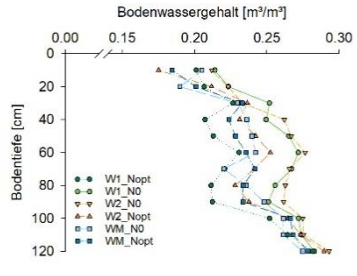 Bodenwassergehalt [m³/m³]
0.00 0.15 0.20 0.25 0.30
0
20
40
60
80
100
120
Bodentiefe [cm]
W1_Nopt
W1_N0
W2_N0
W2_Nopt
WM_N0
WM_Nopt